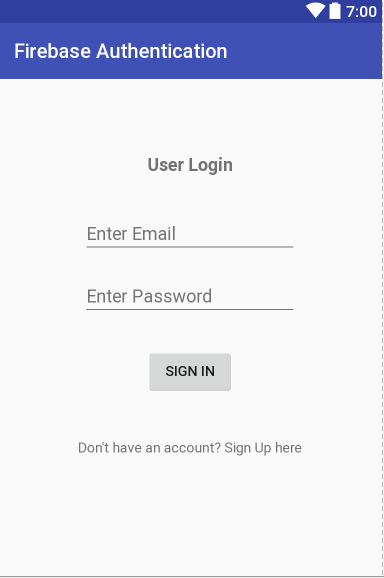 7:00
Firebase Authentication
User Login
Enter Email
Enter Password
SIGN IN
Don't have an account? Sign Up here